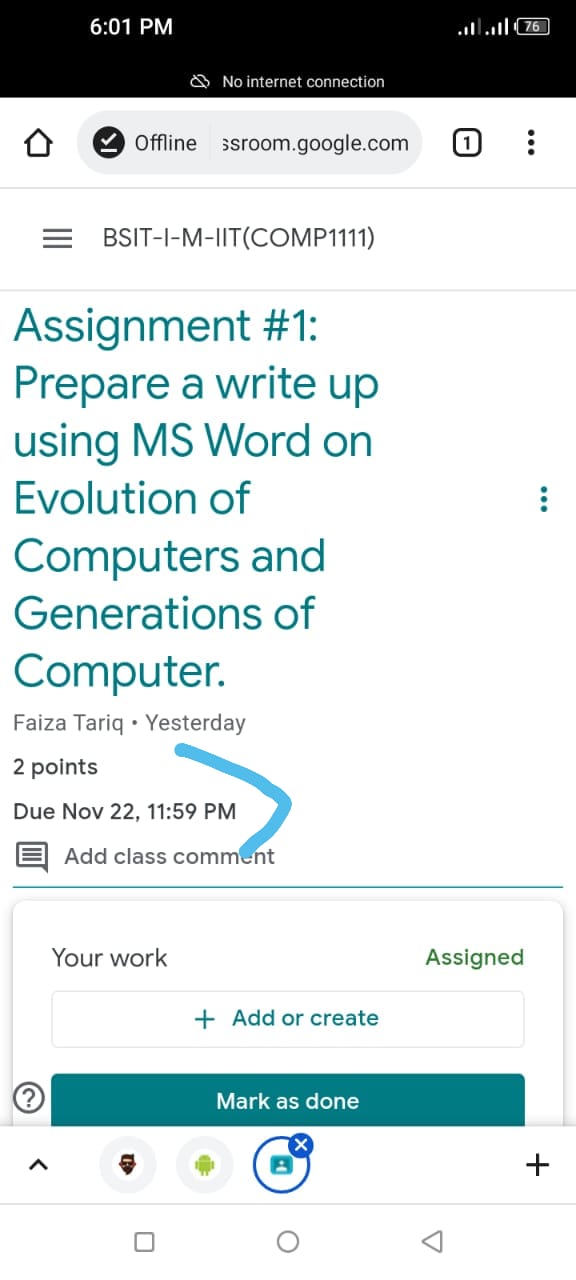 6:01 PM
76
No internet connection
Offline ssroom.google.com
1
BSIT-I-M-IIT(COMP1111)
Assignment #1:
Prepare a write up
using MS Word on
Evolution of
Computers and
Generations of
Computer.
Faiza Tariq • Yesterday
2 points
Due Nov 22, 11:59 PM
Add class comment
Your work Assigned
+ Add or create
?
Mark as done